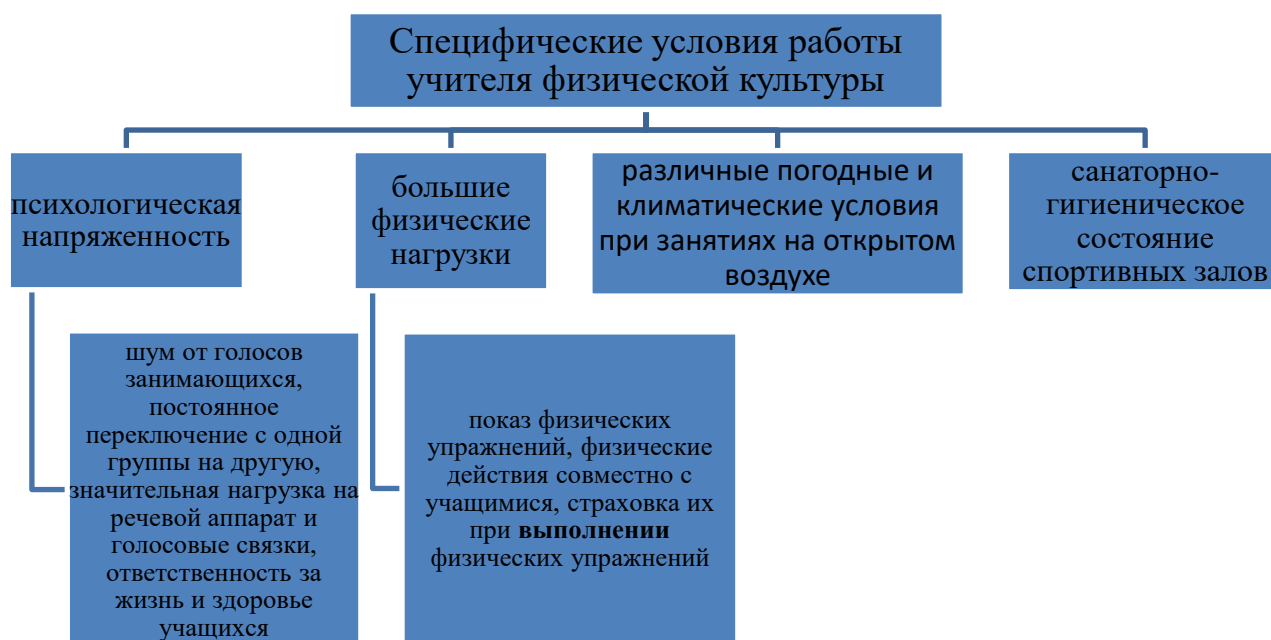 Специфические условия работы
учителя физической культуры
психологическая
напряженность
большие
физические
нагрузки
различные погодные и
климатические условия
при занятиях на открытом
воздухе
санаторно-
гигиеническое
состояние
спортивных залов
шум от голосов
занимающихся,
постоянное
переключение с одной
группы на другую,
значительная нагрузка на
речевой аппарат и
голосовые связки,
ответственность за
жизнь и здоровье
учащихся
показ физических
упражнений, физические
действия совместно с
учащимися, страховка их
при выполнении
физических упражнений